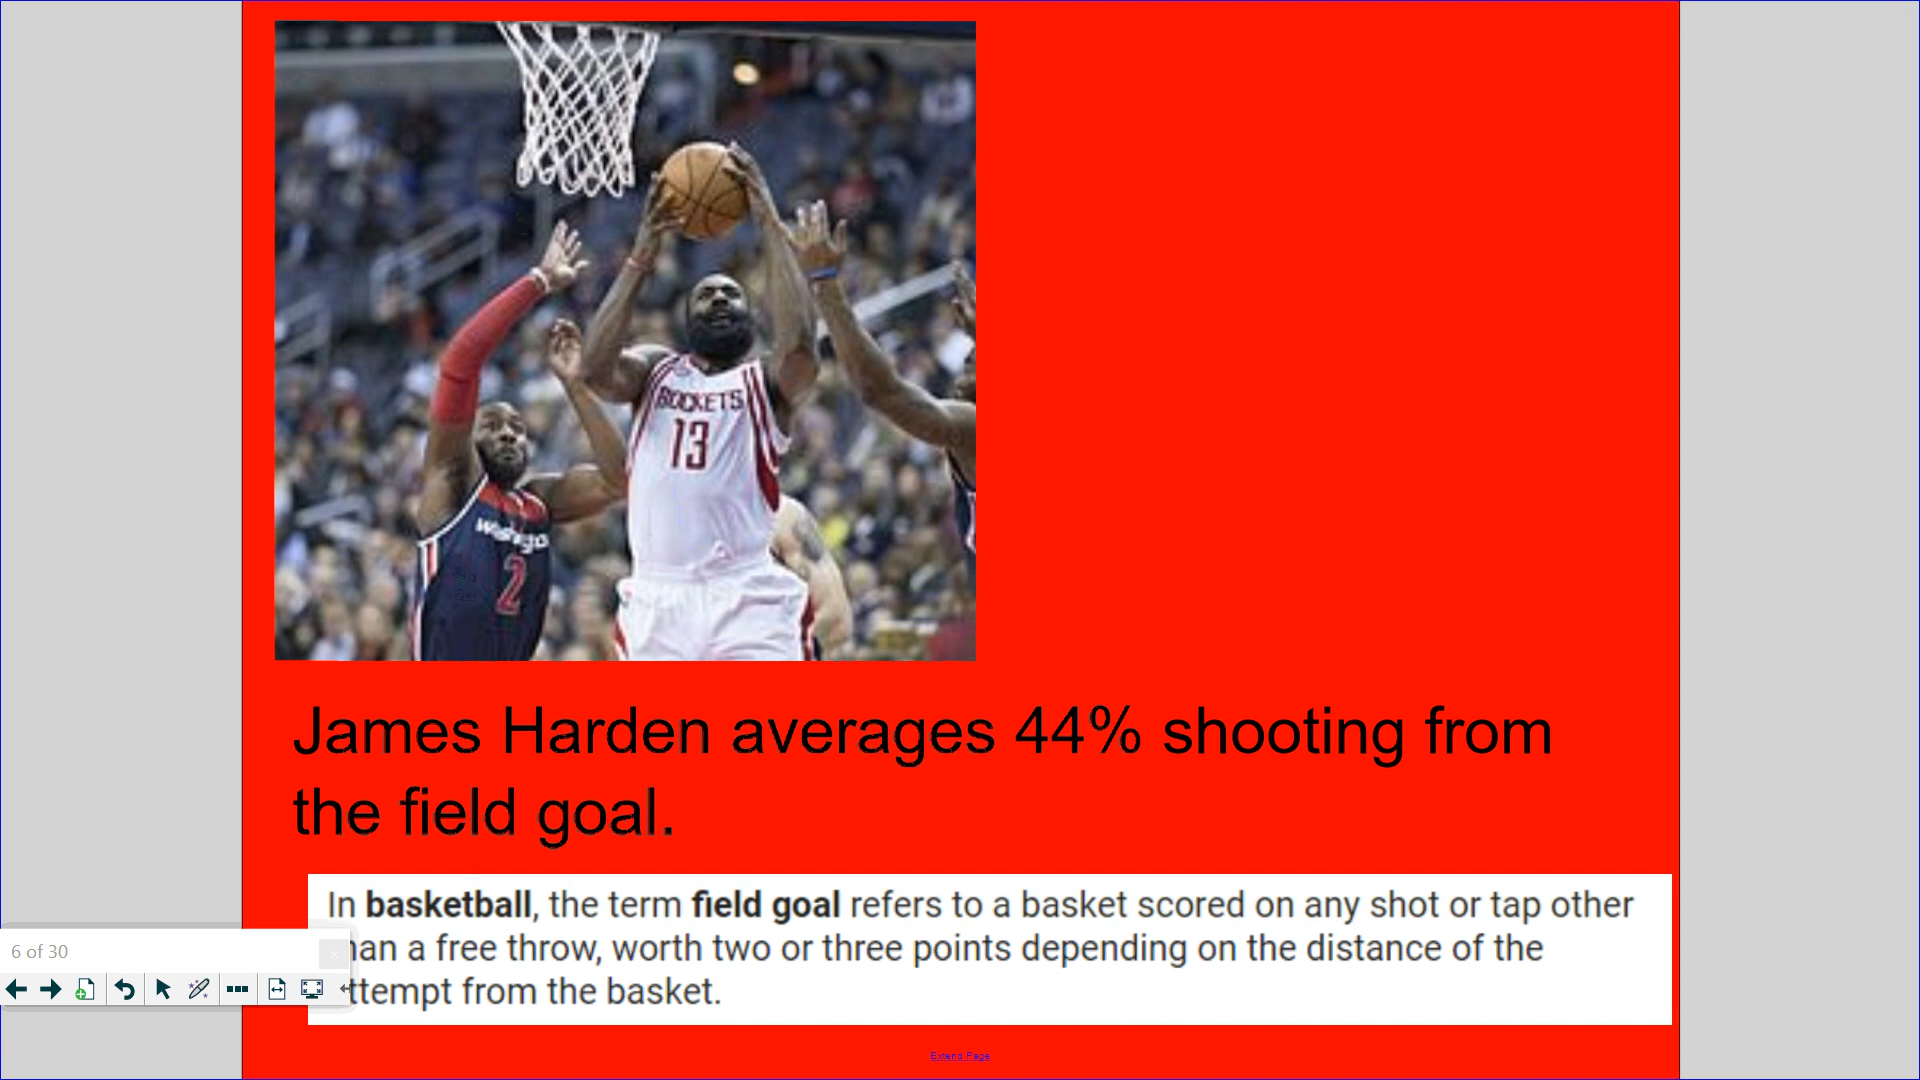 ROCKETS
13
2
James Harden averages 44% shooting from
the field goal.
In basketball, the term field goal refers to a basket scored on any shot or tap other
han a free throw, worth two or three points depending on the distance of the
ttempt from the basket.
6 of 30
Extend Page